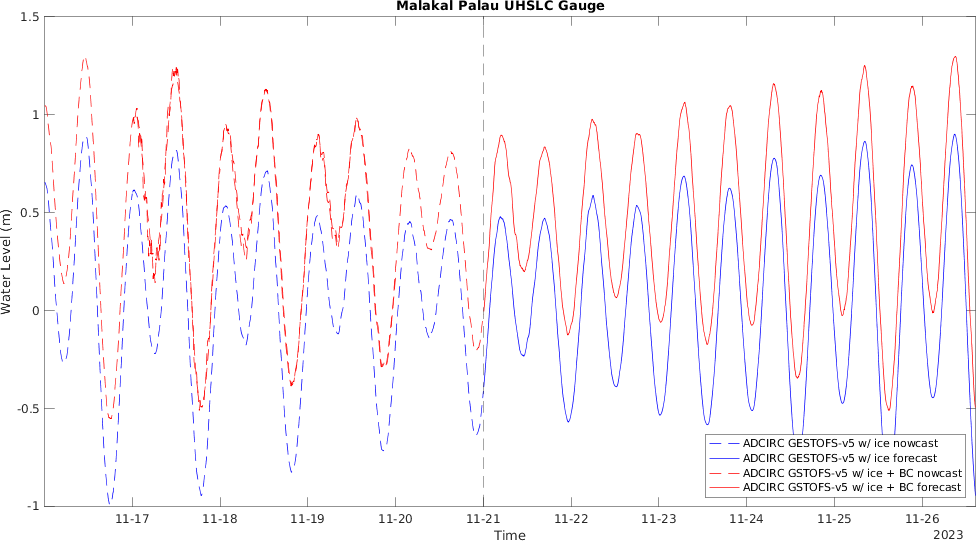 Malakal Palau UHSLC Gauge
1.5
1
0.5
0
-0.5
-1
Water Level (m)
11-17
11-18
11-19
11-20
11-21
11-22
11-23
11-24
11-25
11-26
Time
2023
ADCIRC GESTOFS-v5 w/ ice nowcast
ADCIRC GESTOFS-v5 w/ ice forecast
ADCIRC GSTOFS-v5 w/ ice + BC nowcast
ADCIRC GSTOFS-v5 w/ ice + BC forecast